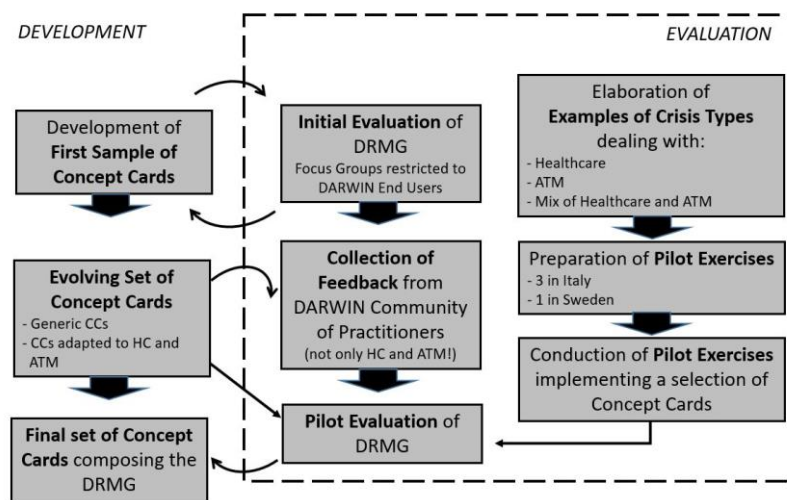 DEVELOPMENT
EVALUATION
Development of
First Sample of
Concept Cards
Evolving Set of
Concept Cards
- Generic CCs
- CCs adapted to HC and
ATM
Final set of Concept
Cards composing the
DRMG
Initial Evaluation of
DRMG
Focus Groups restricted to
DARWIN End Users
Collection of
Feedback from
DARWIN Community
of Practitioners
(not only HC and ATM!)
Pilot Evaluation of
DRMG
Elaboration of
Examples of Crisis Types
dealing with:
- Healthcare
- ATM
- Mix of Healthcare and ATM
Preparation of Pilot Exercises
- 3 in Italy
- 1 in Sweden
Conduction of Pilot Exercises
implementing a selection of
Concept Cards